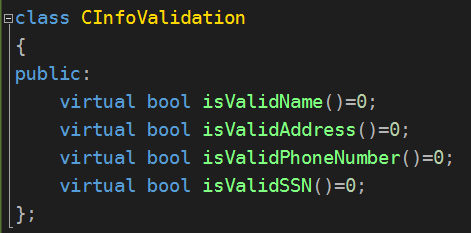 class CInfoValidation
{
public:
    virtual bool isValidName()=0;
    virtual bool isValidAddress()=0;
    virtual bool isValidPhoneNumber()=0;
    virtual bool isValidSSN()=0;
};